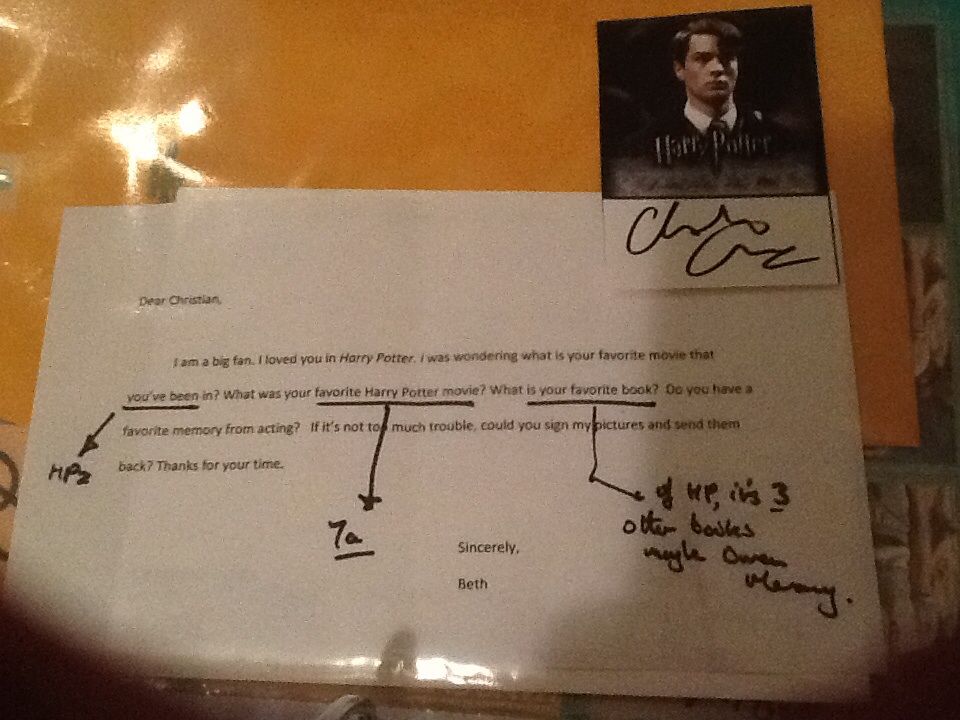 Harry Potter
Dear Christian,
I am a big fan. I loved you in Harry Potter. I was wondering what is your favorite movie that
you've been in? What was your favorite Harry Potter movie? What is your favorite book? Do you have a
favorite memory from acting? If it's not too much trouble, could you sign my pictures and send them
back? Thanks for your time.
HP2
7a
of HP, it's 3
other books
maybe Owen
Meany.
Sincerely,
Beth